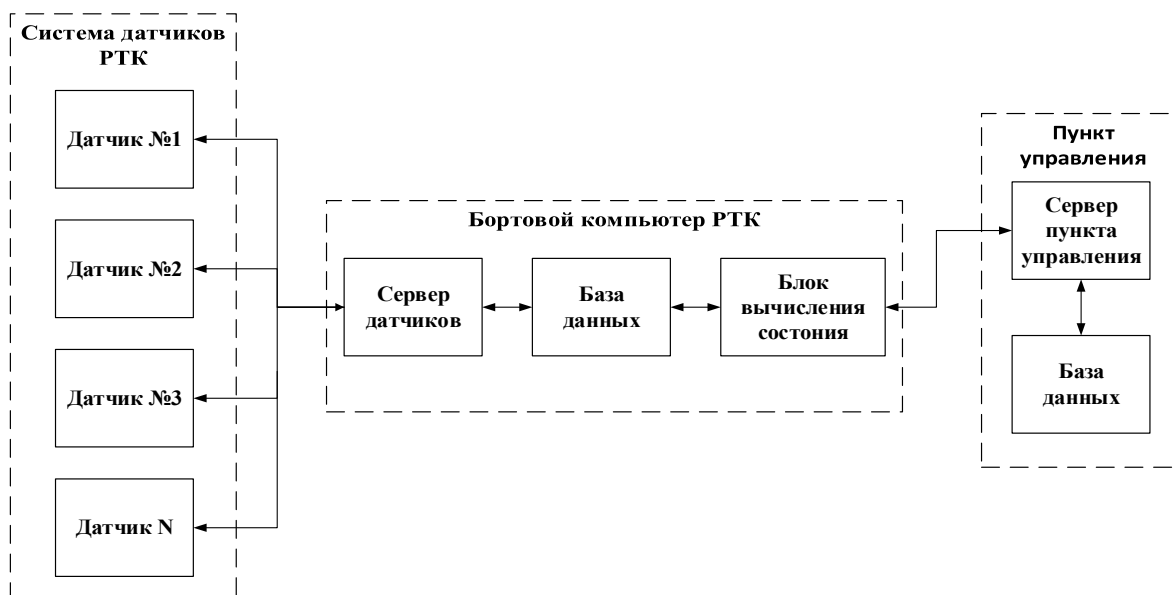 Система датчиков
РТК
Датчик №1
Датчик №2
Датчик №3
Датчик N
Бортовой компьютер РТК
Сервер
датчиков
База
данных
Блок
вычисления
состония
Пункт
управления
Сервер
пункта
управления
База
данных